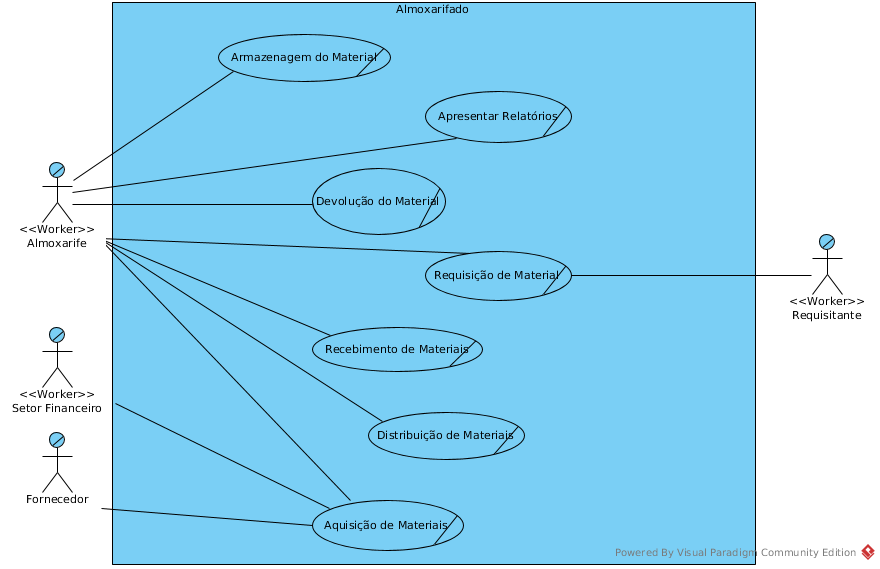 Almoxarifado
Armazenagem do Material
Apresentar Relatórios
Devolução do Material
<<Worker>>
Almoxarife
Requisição de Material
<<Worker>>
Requisitante
Recebimento de Materiais
<<Worker>>
Setor Financeiro
Distribuição de Materiais
Fornecedor
Aquisição de Materiais
Powered By Visual Paradigm Community Edition